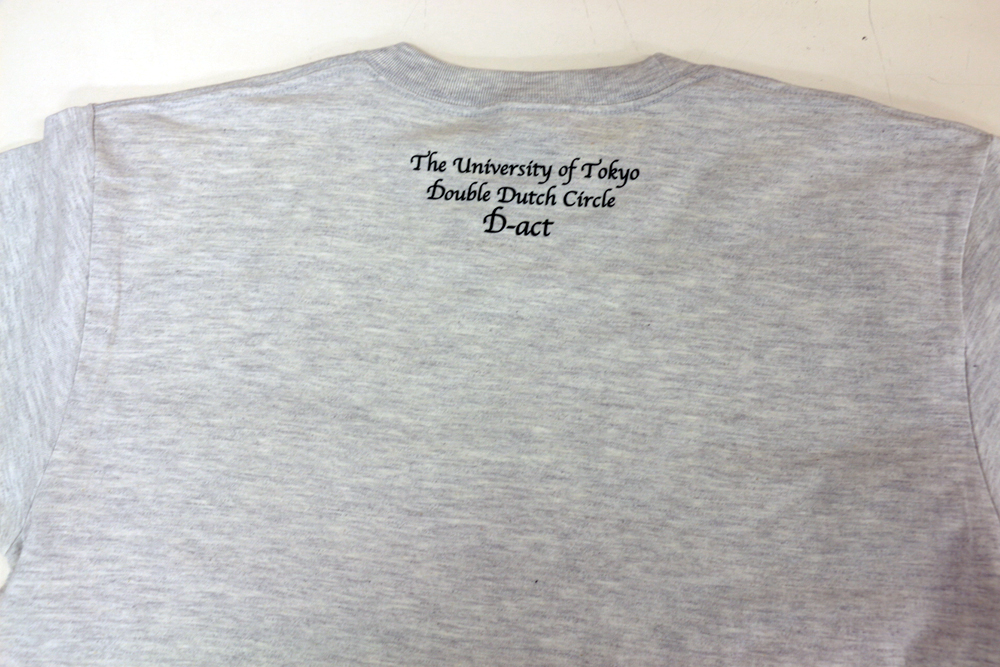 The University of Tokyo
Double Dutch Circle
D-act